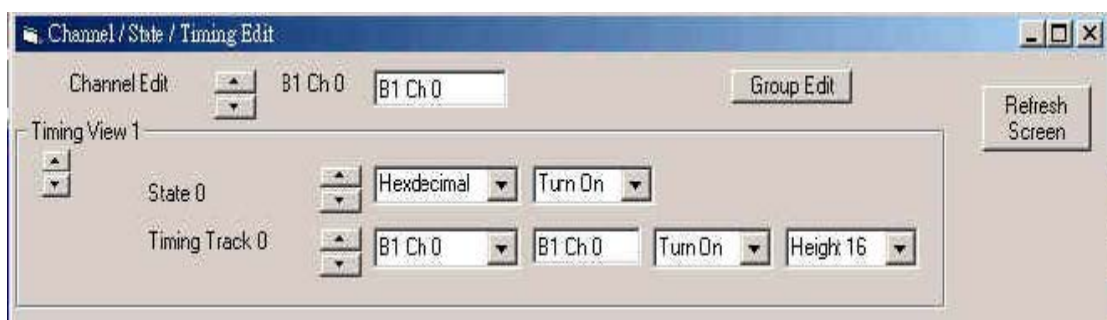 Channel / State / Timing Edit
Channel Edit B1 Ch 0 B1 Ch 0 Group Edit
Refresh
Screen
Timing View 1
State 0 Hexdecimal Turn On
Timing Track 0 B1 Ch 0 B1 Ch 0 Turn On Height 16